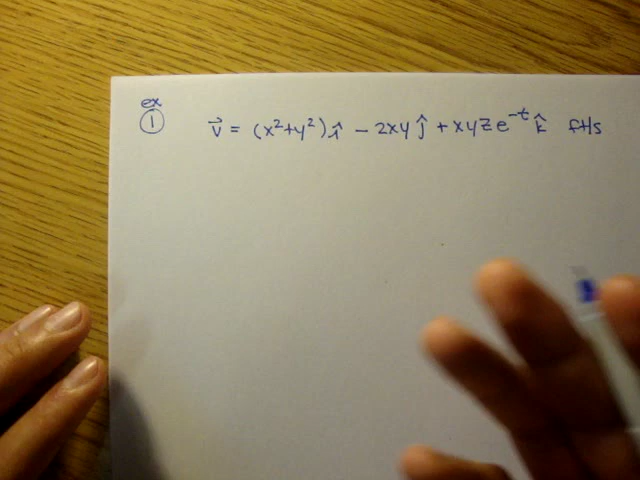 ex
① v⃗ = (x²+y²)î − 2xy ĵ + xyze⁻ᵗ k̂ ft/s